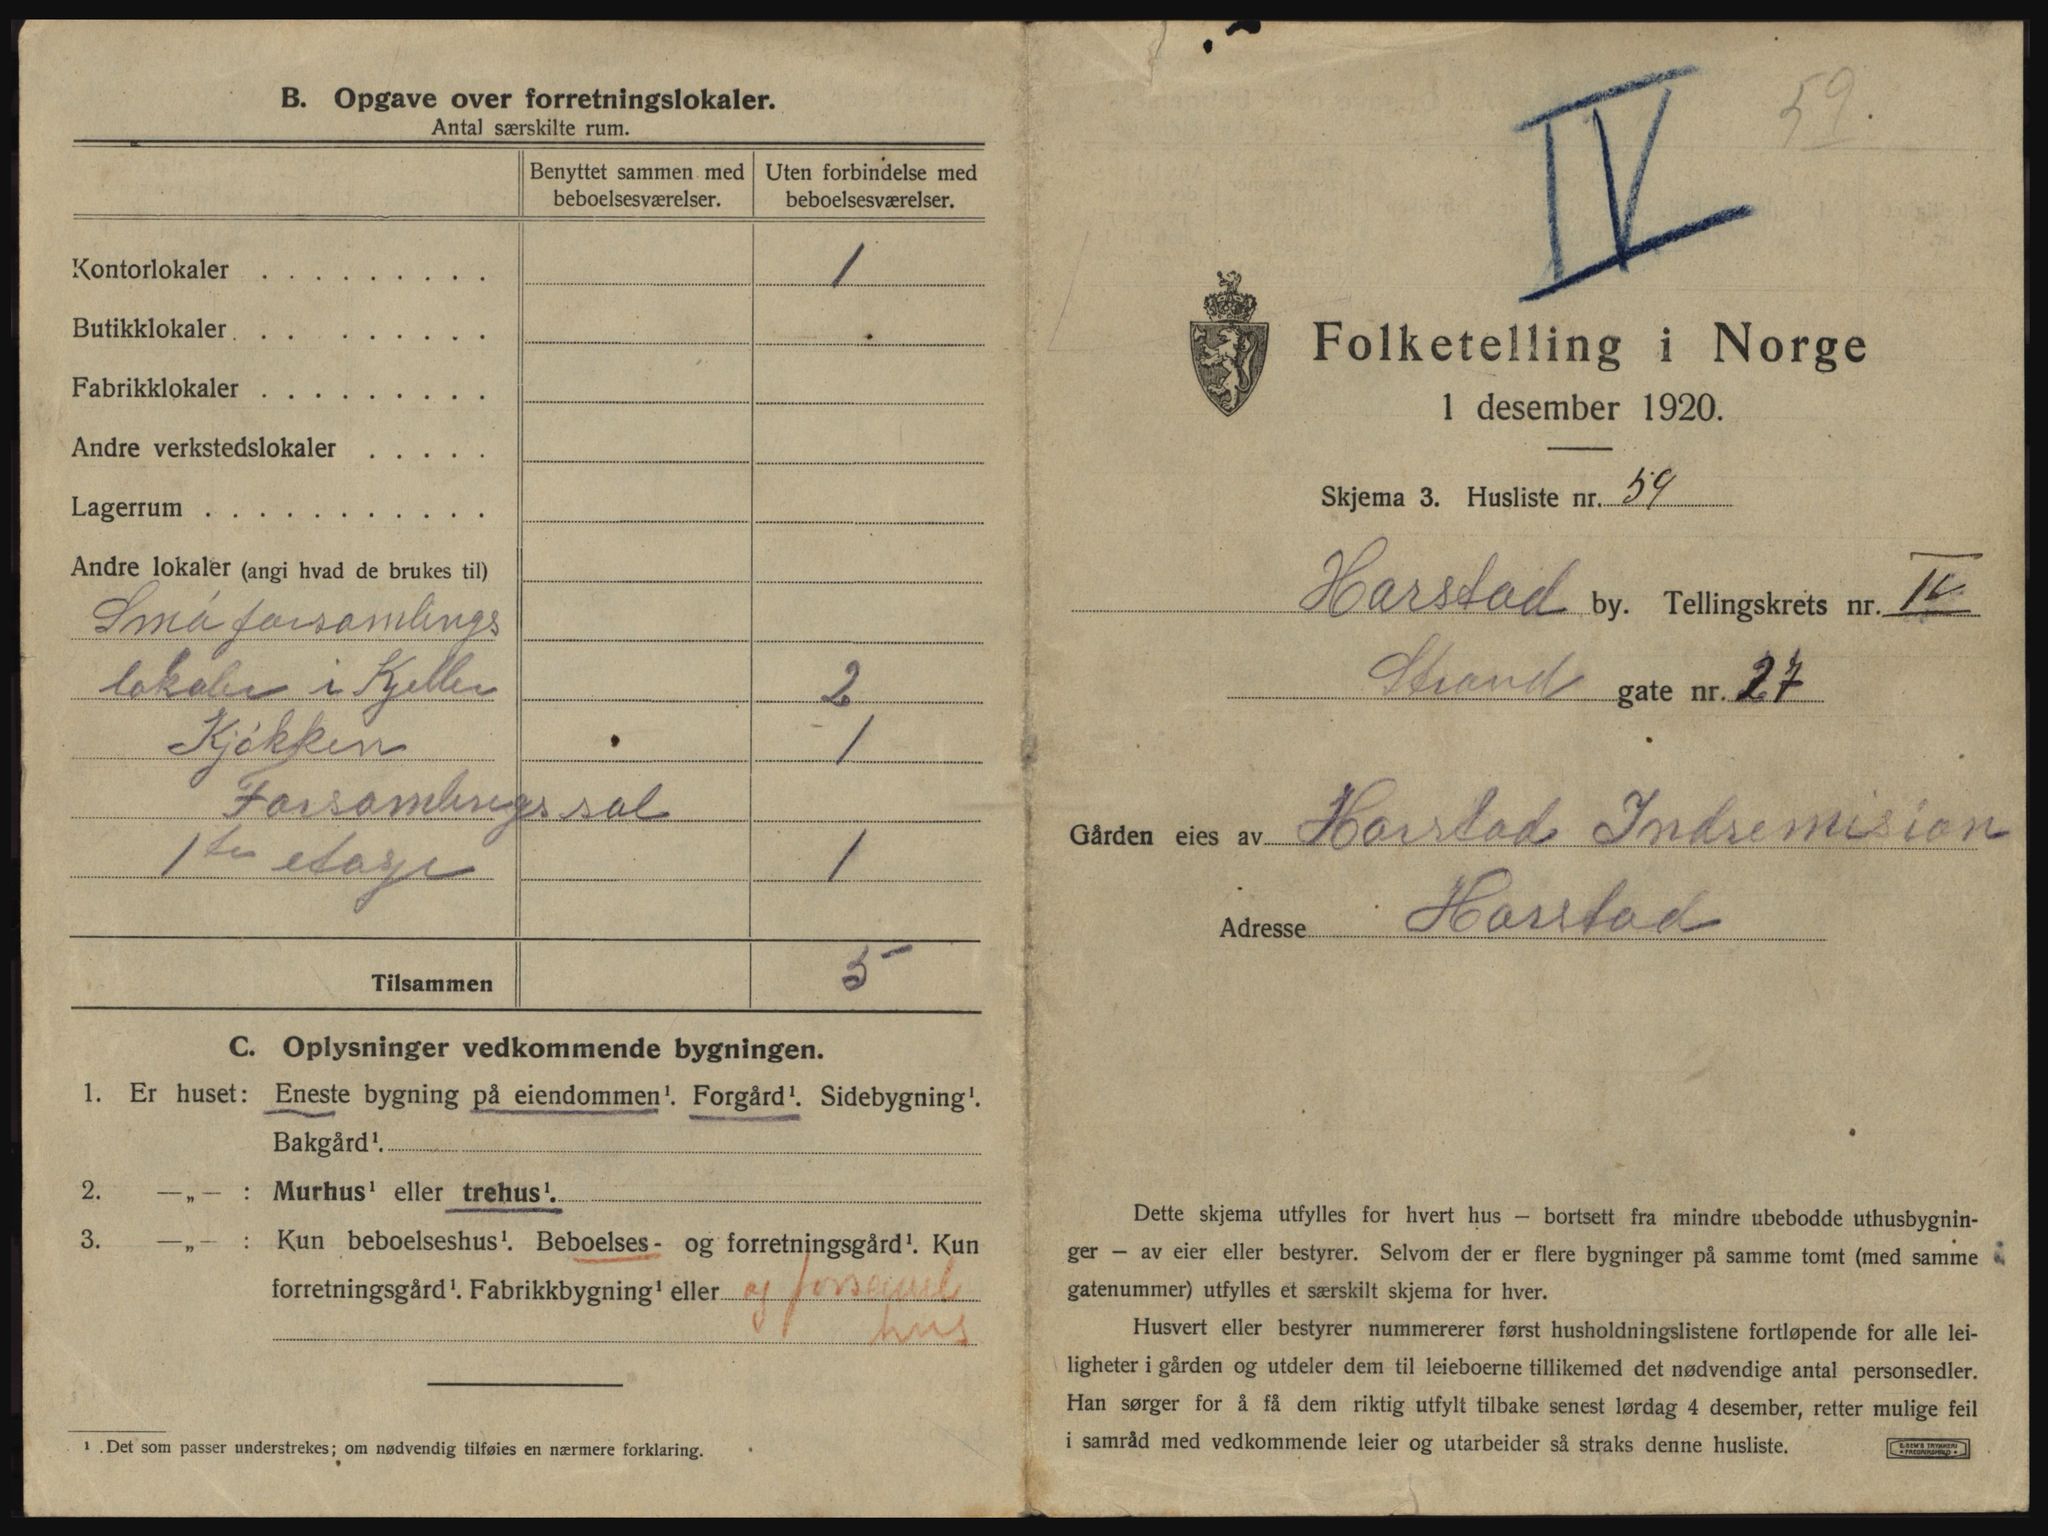 B. Opgave over forretningslokaler.
Antal særskilte rum.
Benyttet sammen med beboelsesværelser.
Uten forbindelse med beboelsesværelser.
Kontorlokaler . . . . . . . . . 1
Butikklokaler . . . . . . . . .
Fabrikklokaler . . . . . . . . .
Andre verkstedslokaler . . . . .
Lagerrum . . . . . . . . . . . .
Andre lokaler (angi hvad de brukes til)
Små forsamlings
lokaler i Kjeller 2
Kjøkken 1
Forsamlingssal
1ste etage 1
Tilsammen 5
C. Oplysninger vedkommende bygningen.
1. Er huset: Eneste bygning på eiendommen¹. Forgård¹. Sidebygning¹.
Bakgård¹.
2. —„— : Murhus¹ eller trehus¹.
3. —„— : Kun beboelseshus¹. Beboelses- og forretningsgård¹. Kun
forretningsgård¹. Fabrikkbygning¹ eller og forsaml
hus
¹ .Det som passer understrekes; om nødvendig tilføies en nærmere forklaring.
IV
59.
Folketelling i Norge
1 desember 1920.
Skjema 3. Husliste nr. 59
Harstad by. Tellingskrets nr. IV
Strand gate nr. 27
Gården eies av Harstad Indremision
Adresse Harstad
Dette skjema utfylles for hvert hus — bortsett fra mindre ubebodde uthusbygnin-
ger — av eier eller bestyrer. Selvom der er flere bygninger på samme tomt (med samme
gatenummer) utfylles et særskilt skjema for hver.
Husvert eller bestyrer nummererer først husholdningslistene fortløpende for alle lei-
ligheter i gården og utdeler dem til leieboerne tillikemed det nødvendige antal personsedler.
Han sørger for å få dem riktig utfylt tilbake senest lørdag 4 desember, retter mulige feil
i samråd med vedkommende leier og utarbeider så straks denne husliste.